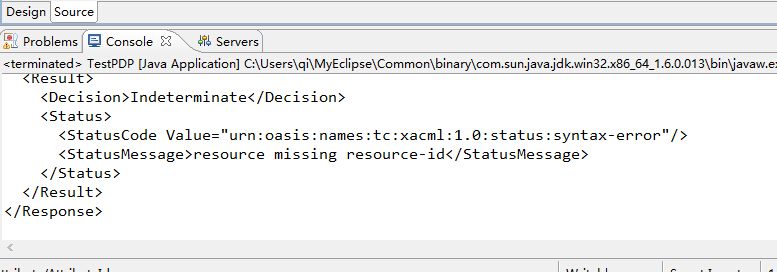 Design Source
Problems Console Servers
<terminated> TestPDP [Java Application] C:\Users\qi\MyEclipse\Common\binary\com.sun.java.jdk.win32.x86_64_1.6.0.013\bin\javaw.ex
<Result>
<Decision>Indeterminate</Decision>
<Status>
<StatusCode Value="urn:oasis:names:tc:xacml:1.0:status:syntax-error"/>
<StatusMessage>resource missing resource-id</StatusMessage>
</Status>
</Result>
</Response>